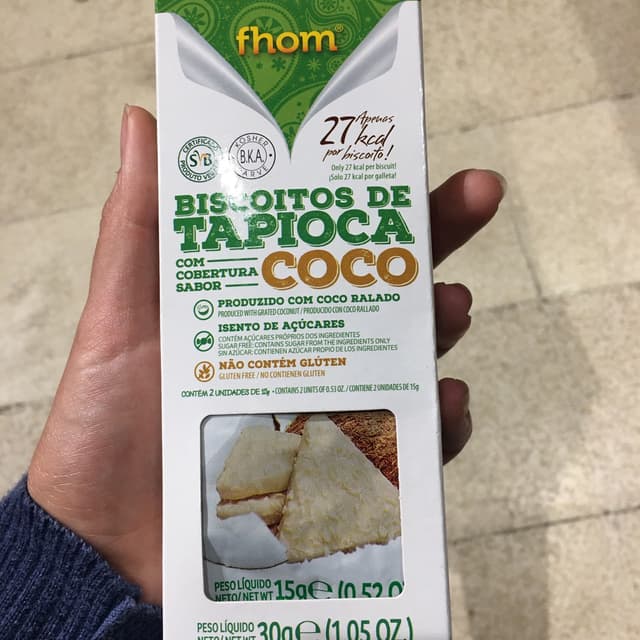 fhom®
CERTIFICADO
SVB
PRODUTO VEGANO
KOSHER
B.K.A.
PARVE
Apenas
27 kcal
por biscoito!
Only 27 kcal per biscuit!
¡Solo 27 kcal por galleta!
BISCOITOS DE
TAPIOCA
COM
COBERTURA
SABOR
COCO
PRODUZIDO COM COCO RALADO
PRODUCED WITH GRATED COCONUT / PRODUCIDO CON COCO RALLADO
ISENTO DE AÇÚCARES
CONTÉM AÇÚCARES PRÓPRIOS DOS INGREDIENTES
SUGAR FREE: CONTAINS SUGAR FROM THE INGREDIENTS ONLY
SIN AZÚCAR: CONTIENEN AZÚCAR PROPIO DE LOS INGREDIENTES
NÃO CONTÉM GLÚTEN
GLUTEN FREE / NO CONTIENEN GLUTEN
CONTÉM 2 UNIDADES DE 15g • CONTAINS 2 UNITS OF 0.53 OZ. / CONTIENE 2 UNIDADES DE 15g
PESO LÍQUIDO
NETO/NET WT 15g e (0.52 O
PESO LÍQUIDO
NETO/NET WT 30g e (1.05 OZ.)